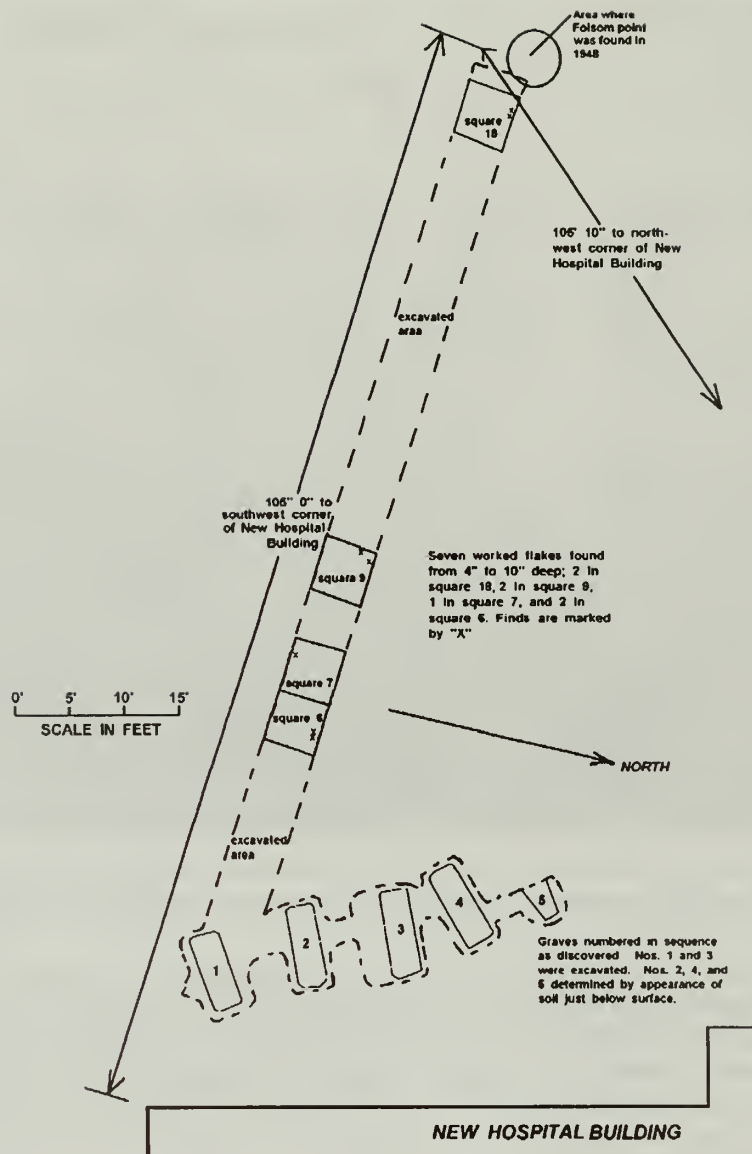 Area where
Folsom point
was found in
1948
square
18
x
x
106' 10" to north-
west corner of New
Hospital Building
excavated
araa
106" 0" to
southwest corner
of New Hospital
Building
x
x
squara 9
Seven worked flakes found
from 4" to 10" deep; 2 in
square 18, 2 in square 9,
1 in square 7, and 2 in
square 6. Finds are marked
by "X"
x
square 7
square 6
x
x
0' 5' 10' 15'
SCALE IN FEET
NORTH
excavated
area
1
2
3
4
5
Graves numbered in sequence
as discovered Nos. 1 and 3
were excavated. Nos. 2, 4, and
5 determined by appearance of
soil just below surface.
NEW HOSPITAL BUILDING